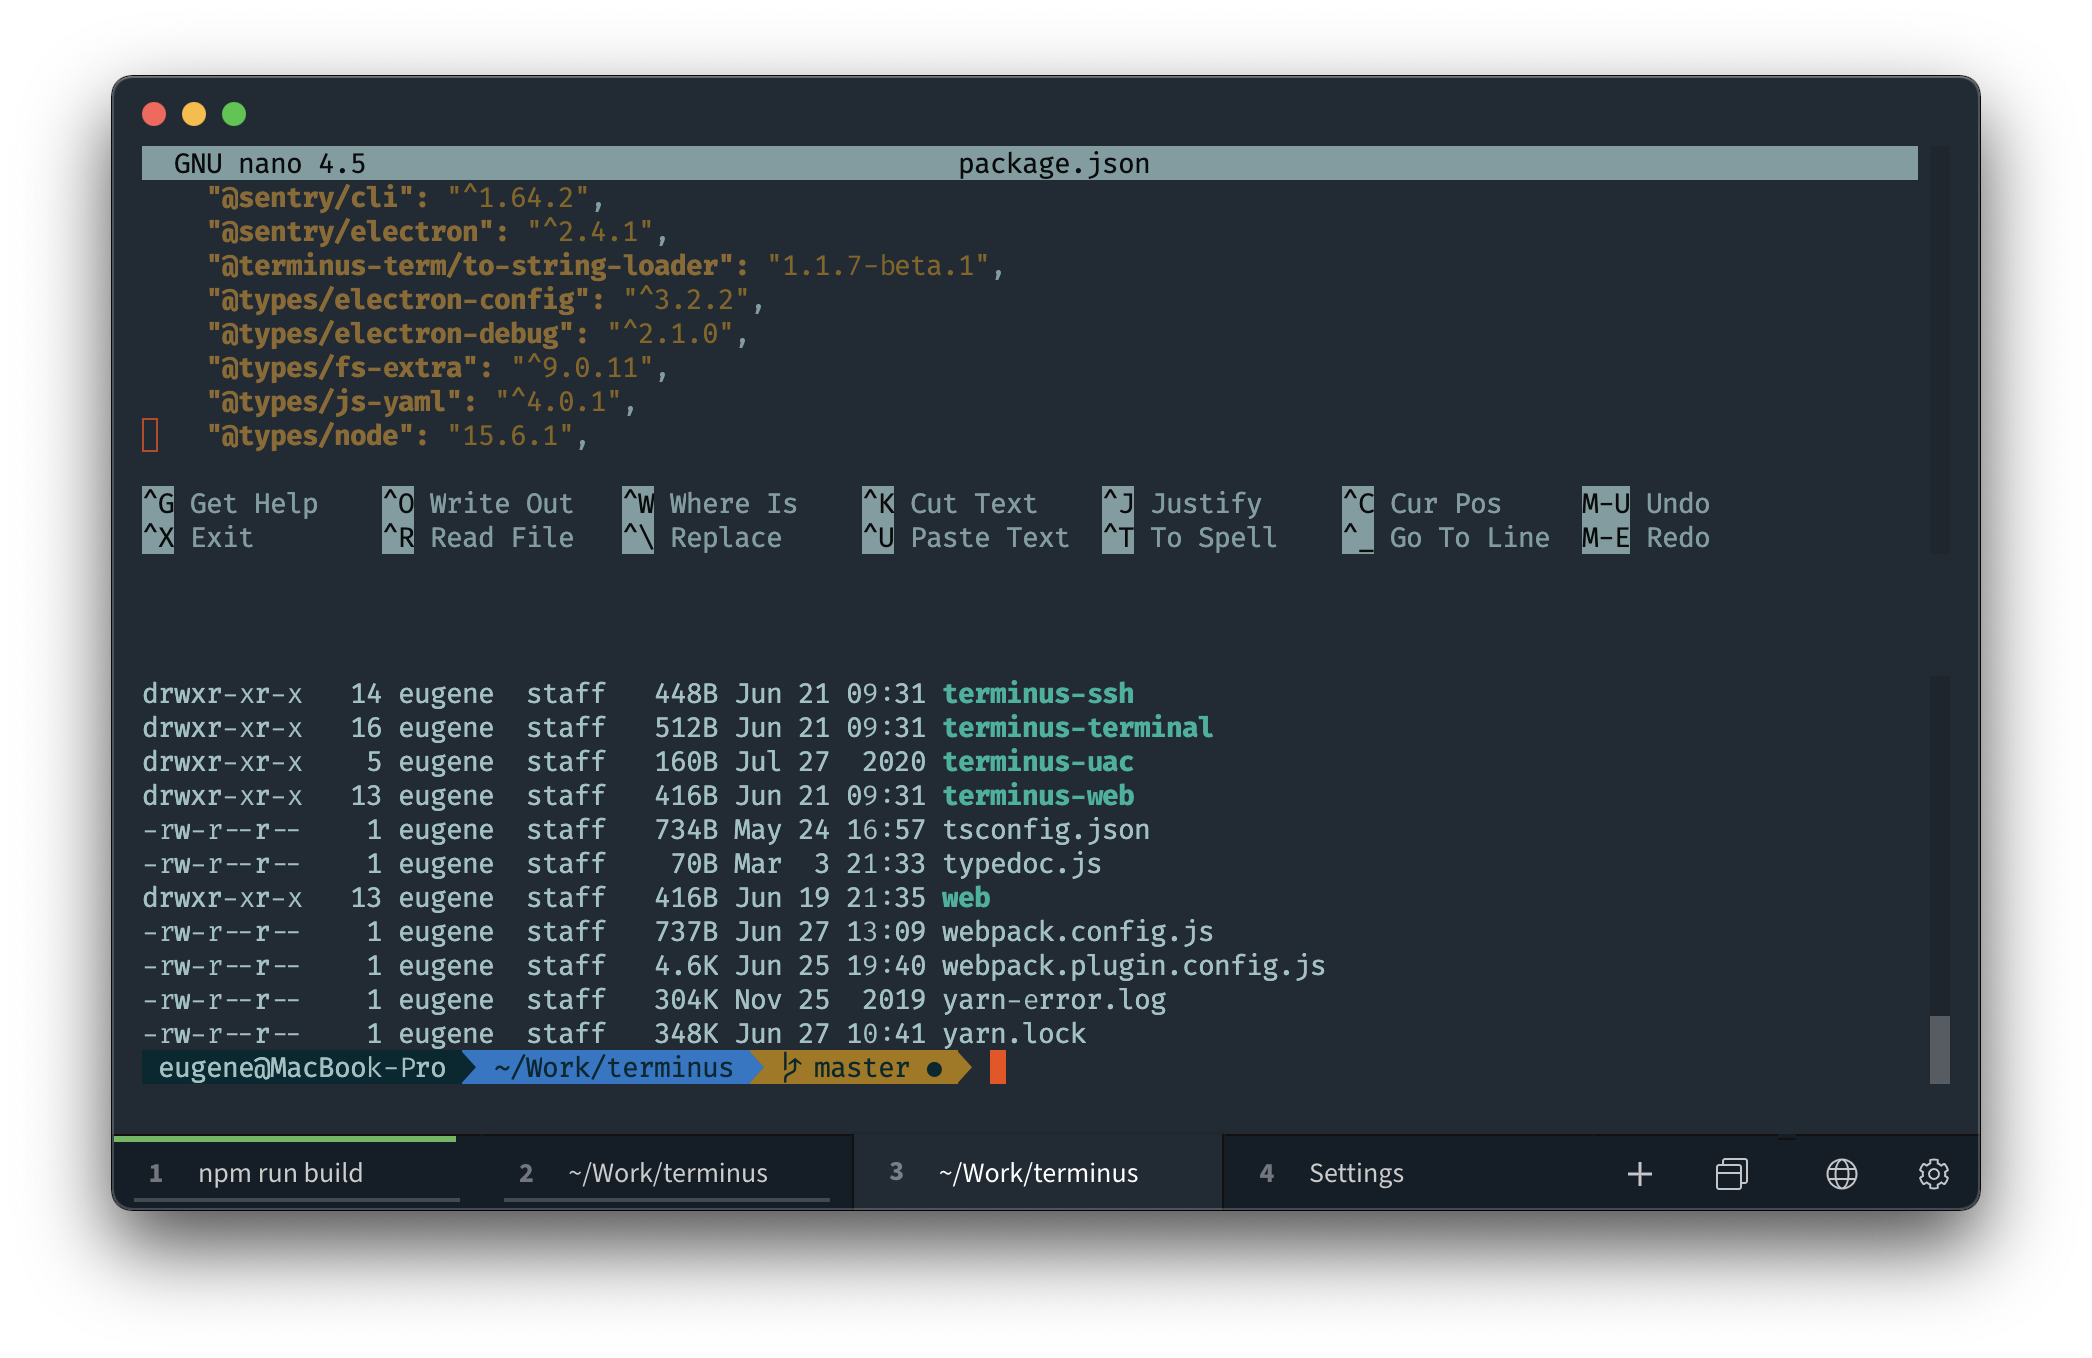 GNU nano 4.5 package.json
"@sentry/cli": "^1.64.2",
"@sentry/electron": "^2.4.1",
"@terminus-term/to-string-loader": "1.1.7-beta.1",
"@types/electron-config": "^3.2.2",
"@types/electron-debug": "^2.1.0",
"@types/fs-extra": "^9.0.11",
"@types/js-yaml": "^4.0.1",
"@types/node": "15.6.1",
^G Get Help ^O Write Out ^W Where Is ^K Cut Text ^J Justify ^C Cur Pos M-U Undo
^X Exit ^R Read File ^\ Replace ^U Paste Text ^T To Spell ^_ Go To Line M-E Redo
drwxr-xr-x 14 eugene staff 448B Jun 21 09:31 terminus-ssh
drwxr-xr-x 16 eugene staff 512B Jun 21 09:31 terminus-terminal
drwxr-xr-x 5 eugene staff 160B Jul 27 2020 terminus-uac
drwxr-xr-x 13 eugene staff 416B Jun 21 09:31 terminus-web
-rw-r--r-- 1 eugene staff 734B May 24 16:57 tsconfig.json
-rw-r--r-- 1 eugene staff 70B Mar 3 21:33 typedoc.js
drwxr-xr-x 13 eugene staff 416B Jun 19 21:35 web
-rw-r--r-- 1 eugene staff 737B Jun 27 13:09 webpack.config.js
-rw-r--r-- 1 eugene staff 4.6K Jun 25 19:40 webpack.plugin.config.js
-rw-r--r-- 1 eugene staff 304K Nov 25 2019 yarn-error.log
-rw-r--r-- 1 eugene staff 348K Jun 27 10:41 yarn.lock
eugene@MacBook-Pro ~/Work/terminus master ●
1 npm run build 2 ~/Work/terminus 3 ~/Work/terminus 4 Settings